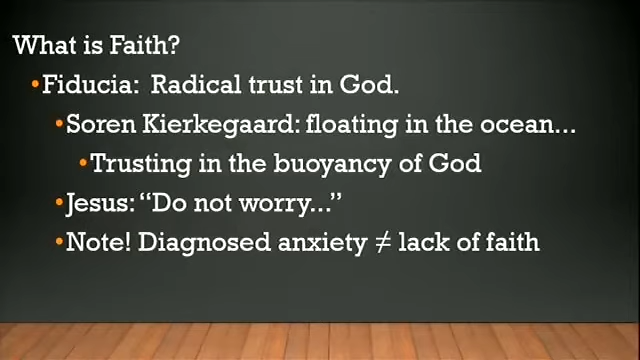 What is Faith?
•Fiducia: Radical trust in God.
•Soren Kierkegaard: floating in the ocean...
•Trusting in the buoyancy of God
•Jesus: “Do not worry...”
•Note! Diagnosed anxiety ≠ lack of faith